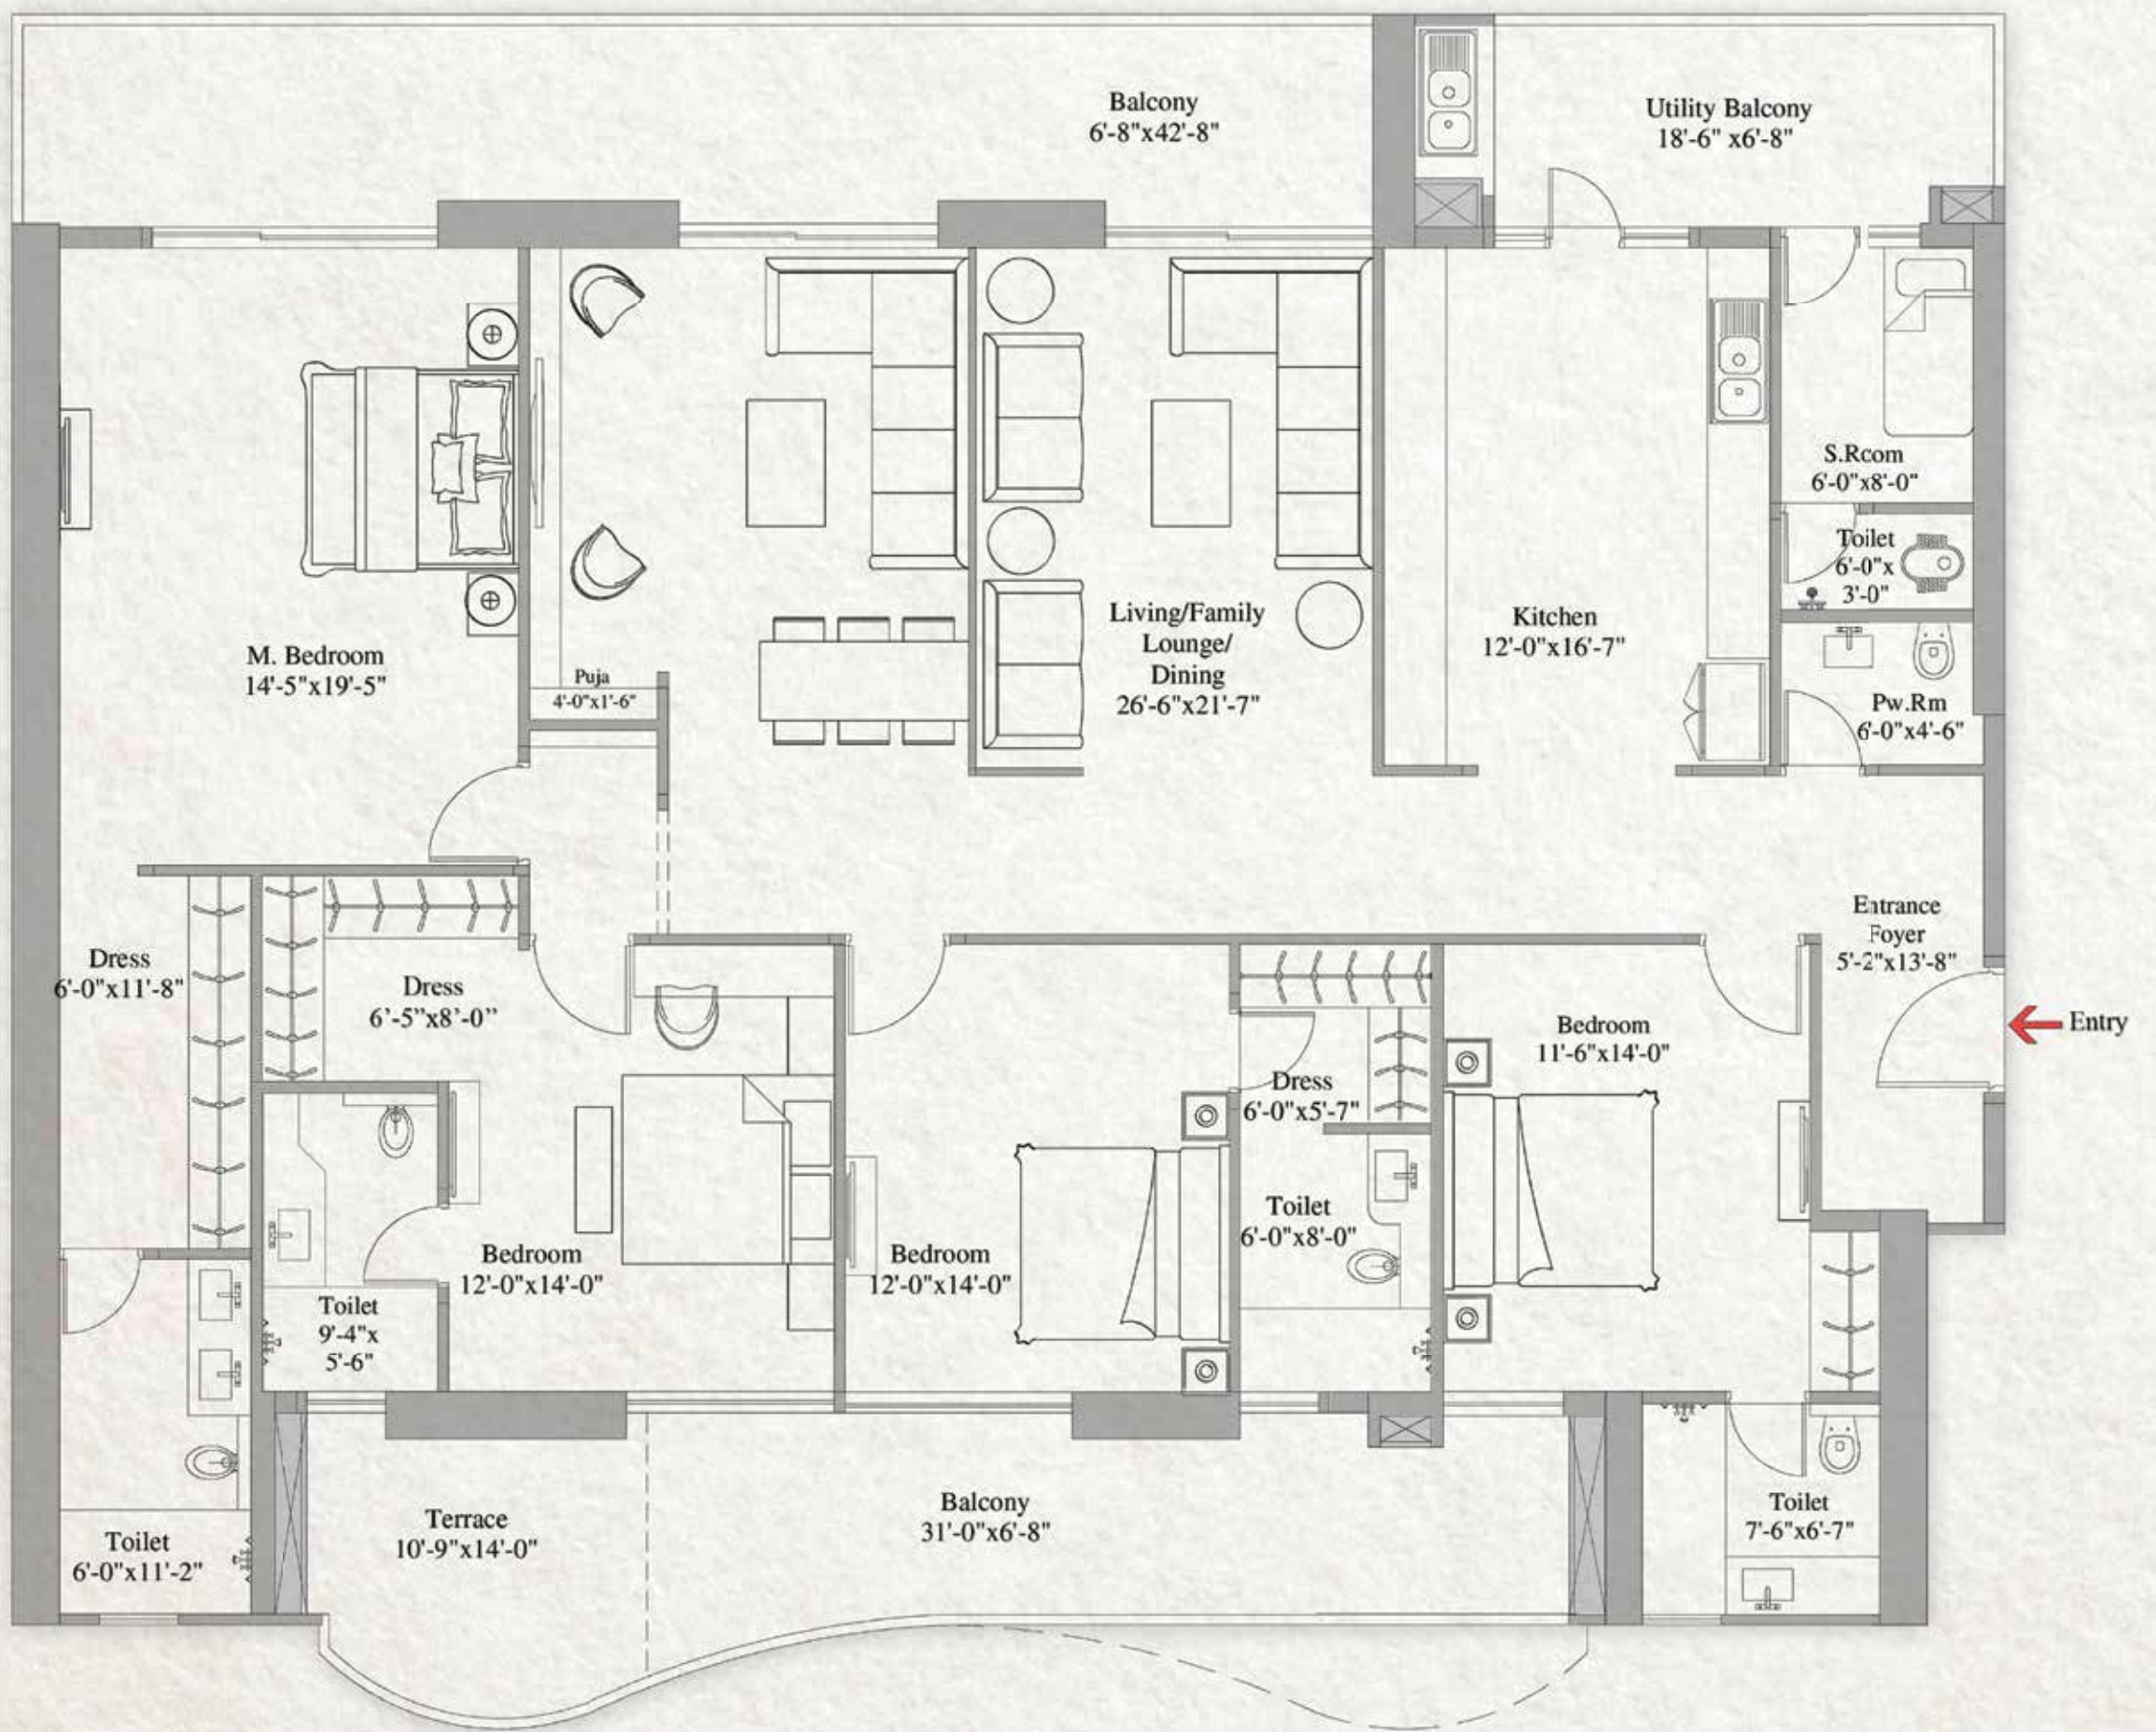 Balcony
6'-8"x42'-8"
Utility Balcony
18'-6" x6'-8"
S.Room
6'-0"x8'-0"
Toilet
6'-0"x
3'-0"
Living/Family
Lounge/
Dining
26'-6"x21'-7"
Kitchen
12'-0"x16'-7"
M. Bedroom
14'-5"x19'-5"
Puja
4'-0"x1'-6"
Pw.Rm
6'-0"x4'-6"
Entrance
Foyer
5'-2"x13'-8"
Entry
Dress
6'-0"x11'-8"
Dress
6'-5”x8’-0’’
Bedroom
11'-6"x14'-0"
Dress
6'-0"x5'-7"
Toilet
6'-0"x8'-0"
Bedroom
12'-0"x14'-0"
Bedroom
12'-0"x14'-0"
Toilet
9'-4"x
5'-6"
Terrace
10'-9"x14'-0"
Balcony
31'-0"x6'-8"
Toilet
7'-6"x6'-7"
Toilet
6'-0"x11'-2"